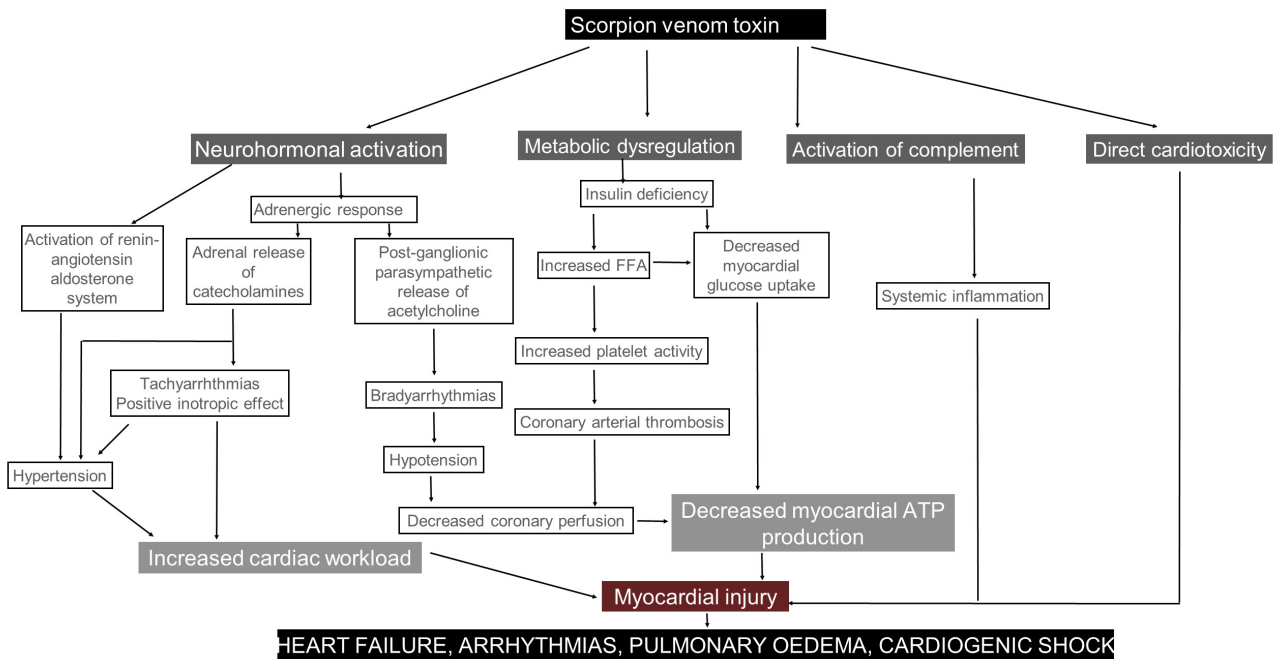 Scorpion venom toxin
Neurohormonal activation
Metabolic dysregulation
Activation of complement
Direct cardiotoxicity
Insulin deficiency
Adrenergic response
Activation of renin-
angiotensin
aldosterone
system
Adrenal release
of
catecholamines
Post-ganglionic
parasympathetic
release of
acetylcholine
Increased FFA
Decreased
myocardial
glucose uptake
Systemic inflammation
Increased platelet activity
Tachyarrhthmias
Positive inotropic effect
Bradyarrhythmias
Coronary arterial thrombosis
Hypertension
Hypotension
Decreased coronary perfusion
Decreased myocardial ATP
production
Increased cardiac workload
Myocardial injury
HEART FAILURE, ARRHYTHMIAS, PULMONARY OEDEMA, CARDIOGENIC SHOCK